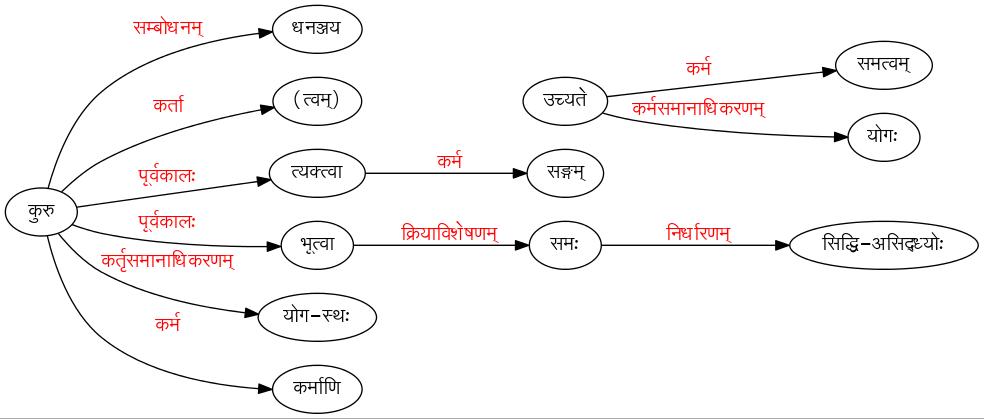 सम्बोधनम्
धनञ्जय
कर्ता
(त्वम्)
पूर्वकालः
त्यक्त्वा
कर्म
सङ्गम्
कुरु
पूर्वकालः
भूत्वा
क्रियाविशेषणम्
समः
निर्धारणम्
सिद्धि-असिद्ध्योः
कर्तृसमानाधिकरणम्
योग-स्थः
कर्म
कर्माणि
उच्यते
कर्म
समत्वम्
कर्मसमानाधिकरणम्
योगः